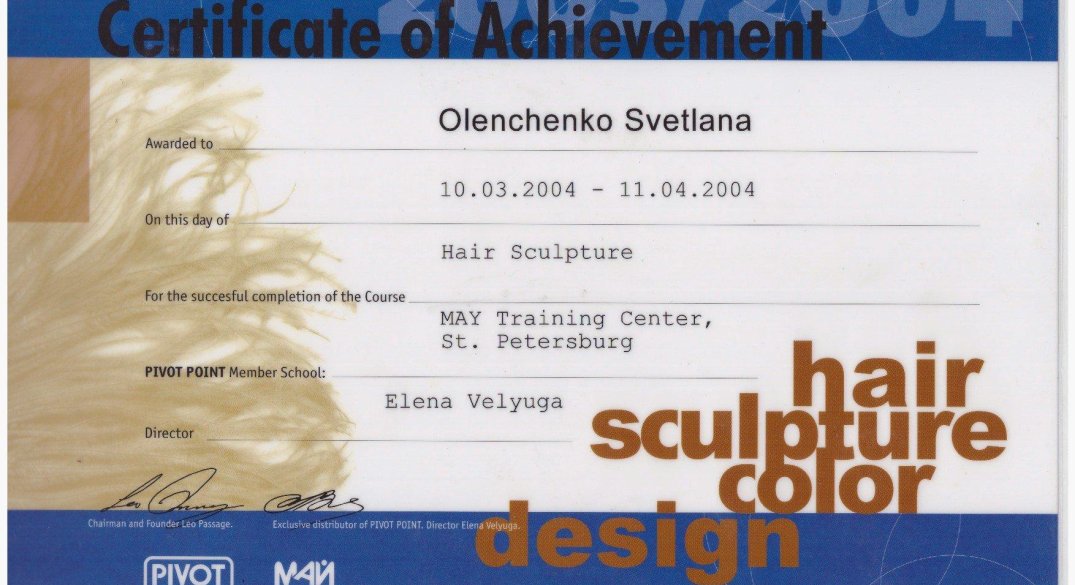 2003/2004
Certificate of Achievement
Olenchenko Svetlana
Awarded to
10.03.2004 - 11.04.2004
On this day of
Hair Sculpture
For the succesful completion of the Course
MAY Training Center,
St. Petersburg
PIVOT POINT Member School:
Elena Velyuga
Director
hair
sculpture
color
design
Chairman and Founder Leo Passage.
Exclusive distributor of PIVOT POINT. Director Elena Velyuga.
PIVOT
МАЙ